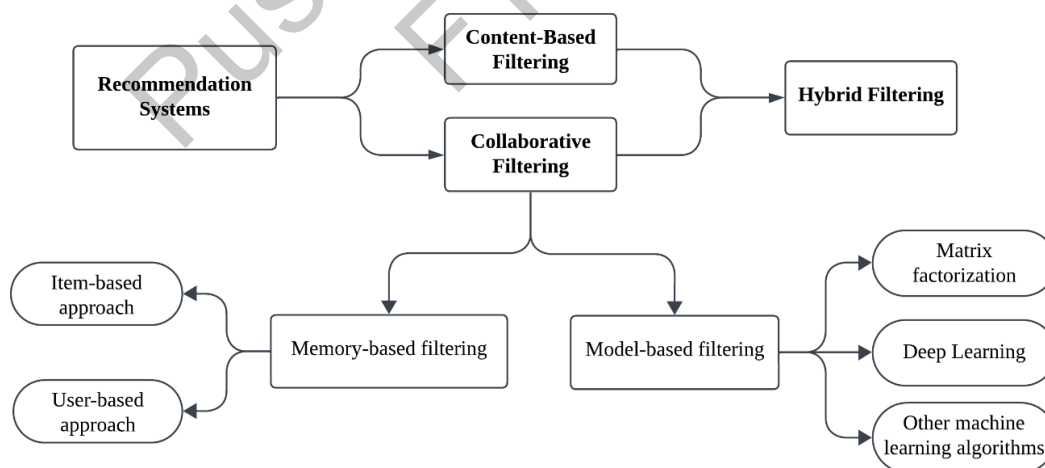 Recommendation
Systems
Content-Based
Filtering
Collaborative
Filtering
Hybrid Filtering
Item-based
approach
User-based
approach
Memory-based filtering
Model-based filtering
Matrix
factorization
Deep Learning
Other machine
learning algorithms